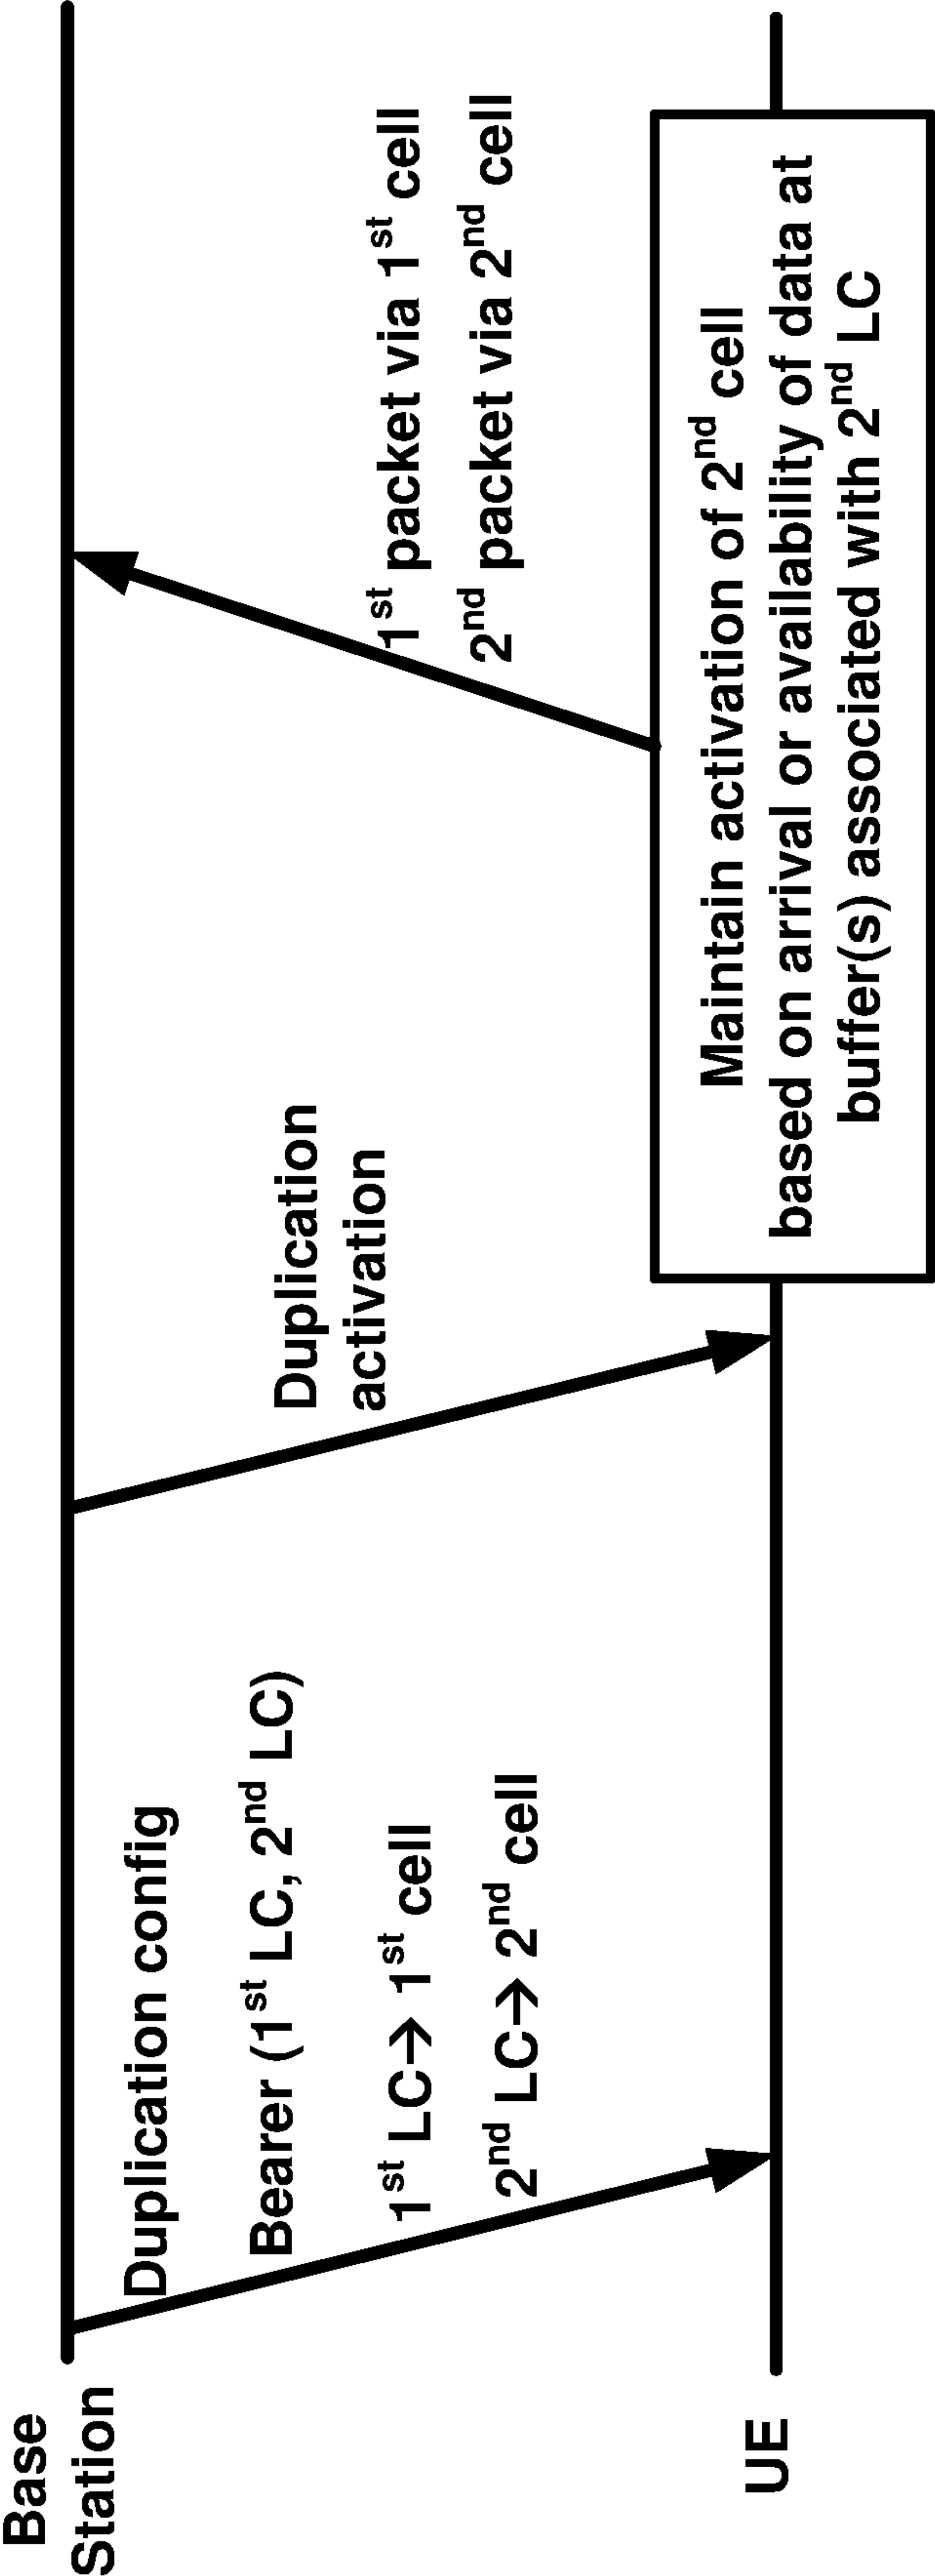 Base
Station
Duplication config
Bearer (1st LC, 2nd LC)
1st LC→ 1st cell
2nd LC→ 2nd cell
Duplication
activation
1st packet via 1st cell
2nd packet via 2nd cell
UE
Maintain activation of 2nd cell
based on arrival or availability of data at
buffer(s) associated with 2nd LC